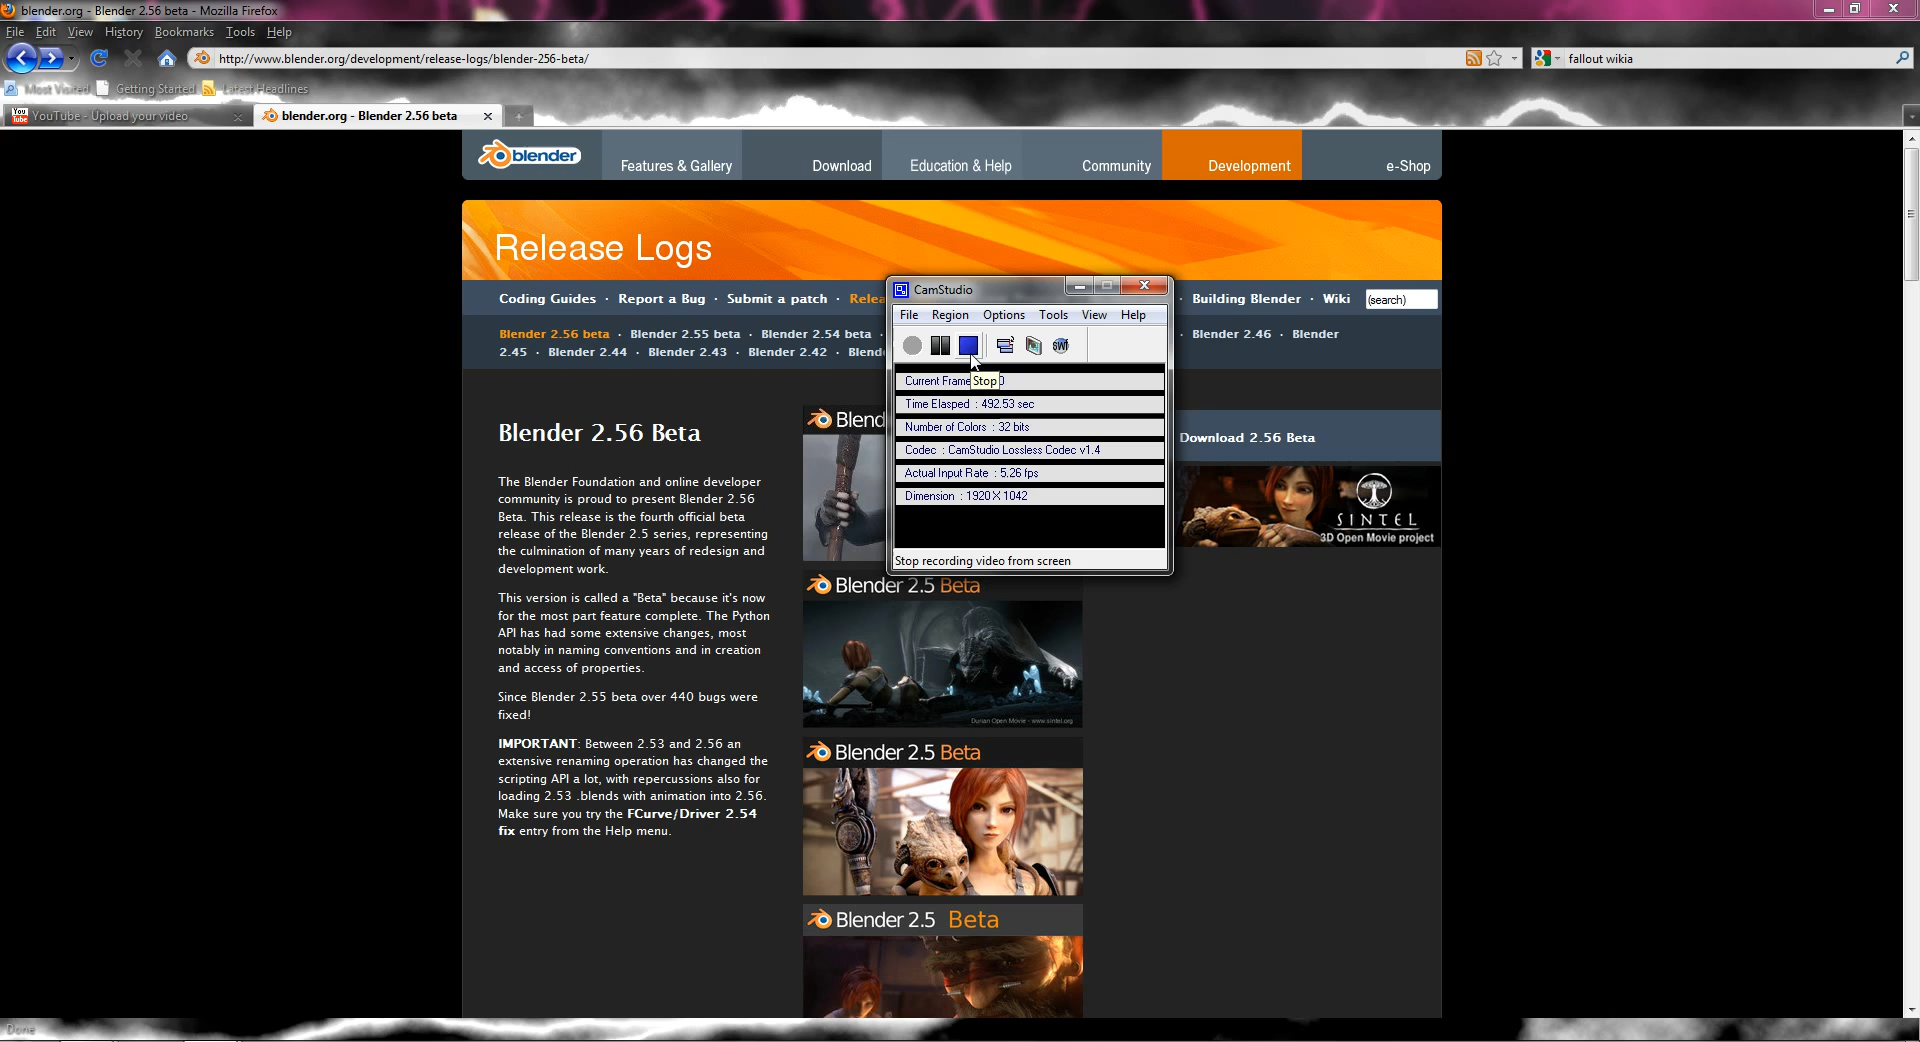 blender.org - Blender 2.56 beta - Mozilla Firefox
File Edit View History Bookmarks Tools Help
http://www.blender.org/development/release-logs/blender-256-beta/
fallout wikia
Most Visited Getting Started Latest Headlines
YouTube - Upload your video
blender.org - Blender 2.56 beta
blender
Features & Gallery
Download
Education & Help
Community
Development
e-Shop
Release Logs
Coding Guides · Report a Bug · Submit a patch · Relea
· Building Blender · Wiki
(search)
Blender 2.56 beta · Blender 2.55 beta · Blender 2.54 beta ·
· Blender 2.46 · Blender
2.45 · Blender 2.44 · Blender 2.43 · Blender 2.42 · Blend
CamStudio
File Region Options Tools View Help
Current Frame
Stop
Time Elasped : 492.53 sec
Number of Colors : 32 bits
Codec : CamStudio Lossless Codec v1.4
Actual Input Rate : 5.26 fps
Dimension : 1920 X 1042
Stop recording video from screen
Blender 2.56 Beta
The Blender Foundation and online developer
community is proud to present Blender 2.56
Beta. This release is the fourth official beta
release of the Blender 2.5 series, representing
the culmination of many years of redesign and
development work.
This version is called a "Beta" because it's now
for the most part feature complete. The Python
API has had some extensive changes, most
notably in naming conventions and in creation
and access of properties.
Since Blender 2.55 beta over 440 bugs were
fixed!
IMPORTANT: Between 2.53 and 2.56 an
extensive renaming operation has changed the
scripting API a lot, with repercussions also for
loading 2.53 .blends with animation into 2.56.
Make sure you try the FCurve/Driver 2.54
fix entry from the Help menu.
Blend
Blender 2.5 Beta
Durian Open Movie - www.sintel.org
Blender 2.5 Beta
Blender 2.5 Beta
Download 2.56 Beta
SINTEL
3D Open Movie project
Done